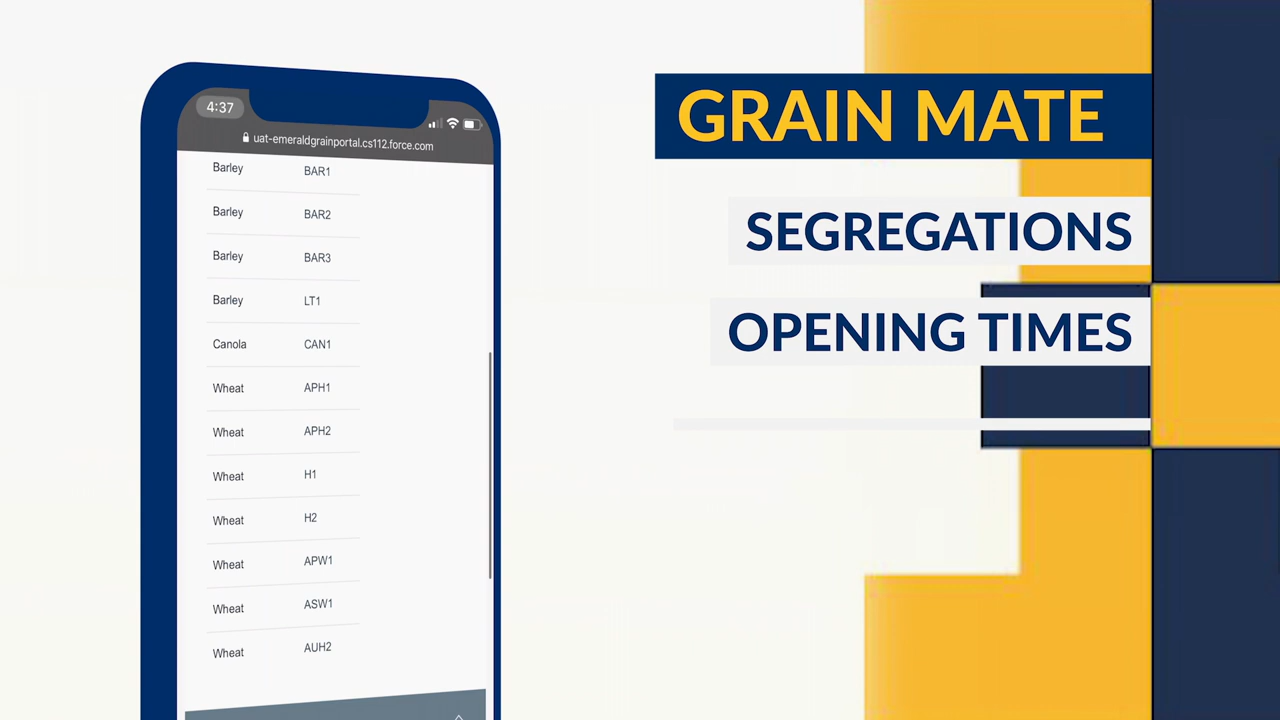 4:37
uat-emeraldgrainportal.cs112.force.com
Barley BAR1
Barley BAR2
Barley BAR3
Barley LT1
Canola CAN1
Wheat APH1
Wheat APH2
Wheat H1
Wheat H2
Wheat APW1
Wheat ASW1
Wheat AUH2
GRAIN MATE
SEGREGATIONS
OPENING TIMES